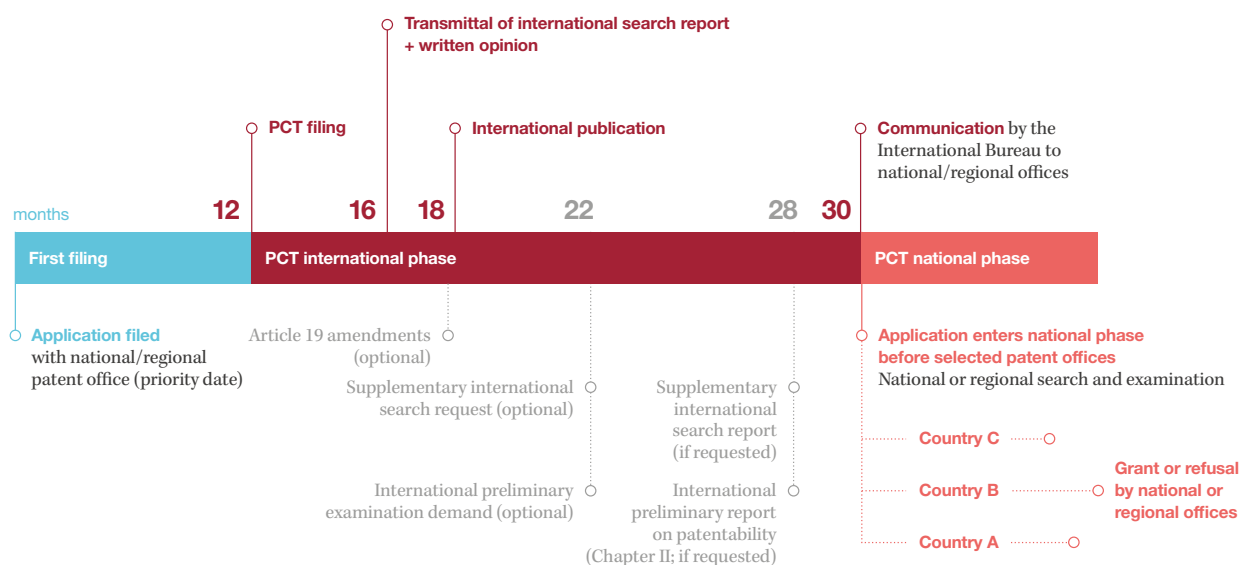 Transmittal of international search report
+ written opinion
PCT filing
International publication
Communication by the
International Bureau to
national/regional offices
months
12
16
18
22
28
30
First filing
PCT international phase
PCT national phase
Application filed
with national/regional
patent office (priority date)
Article 19 amendments
(optional)
Supplementary international
search request (optional)
International preliminary
examination demand (optional)
Supplementary
international
search report
(if requested)
International
preliminary report
on patentability
(Chapter II; if requested)
Application enters national phase
before selected patent offices
National or regional search and examination
Country C
Country B
Country A
Grant or refusal
by national or
regional offices